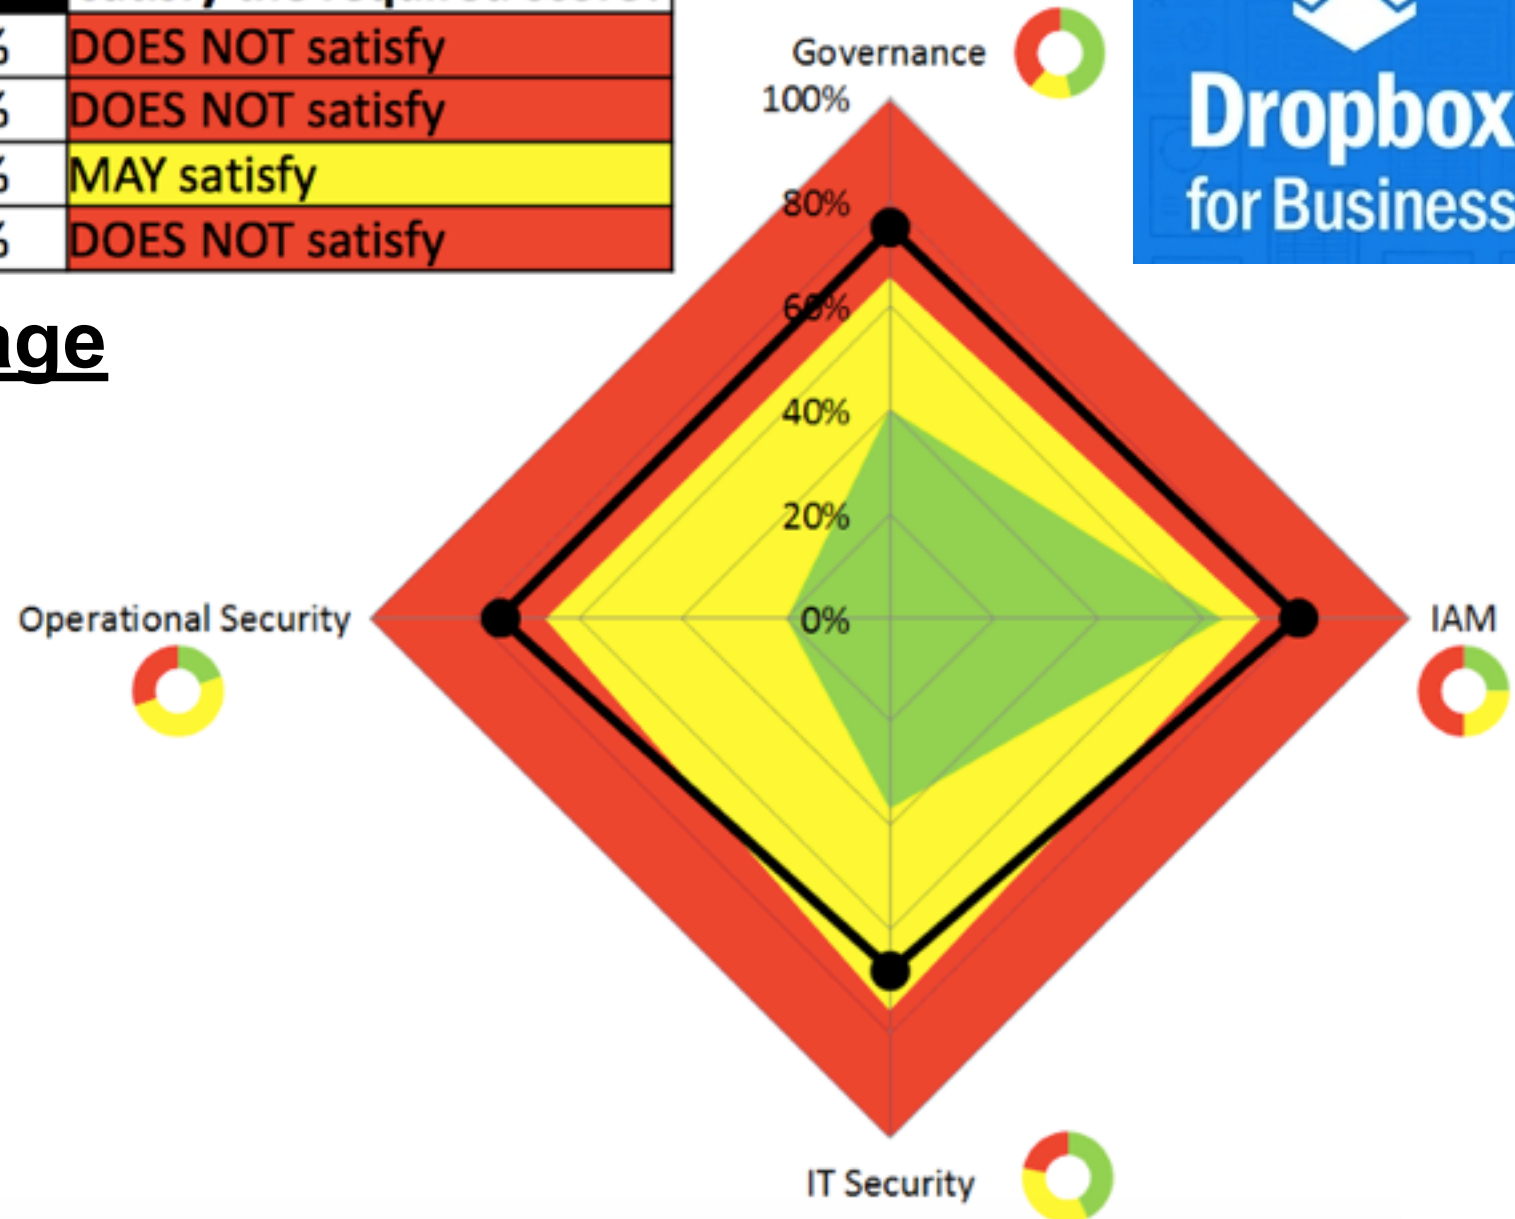 DOES NOT satisfy
DOES NOT satisfy
MAY satisfy
DOES NOT satisfy
Governance
100%
80%
60%
40%
20%
0%
Operational Security
IAM
IT Security
Dropbox
for Business